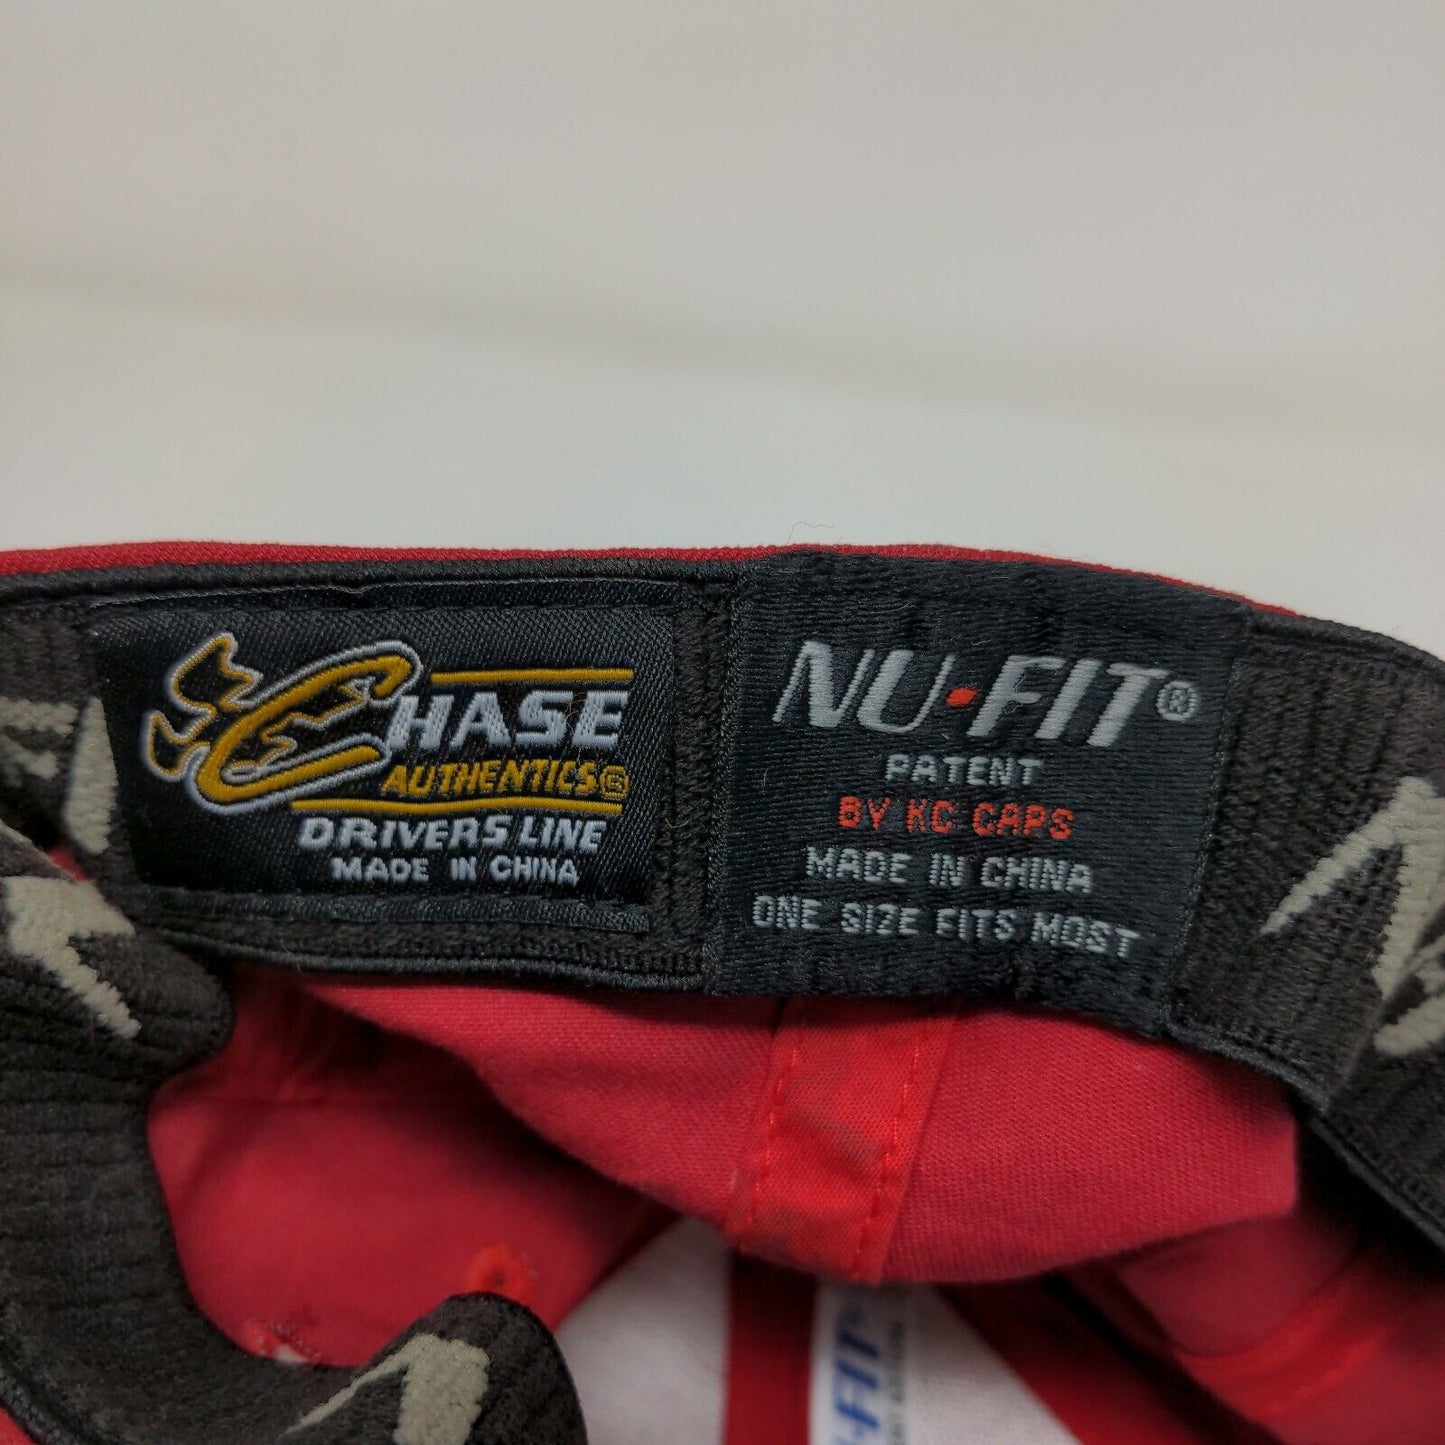 CHASE
AUTHENTICS®
DRIVERS LINE
MADE IN CHINA
NU-FIT®
PATENT
BY KC CAPS
MADE IN CHINA
ONE SIZE FITS MOST
-FIT